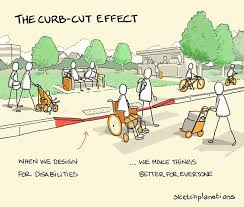 THE CURB-CUT EFFECT
WHEN WE DESIGN
FOR DISABILITIES
... WE MAKE THINGS
BETTER FOR EVERYONE
sketchplanations